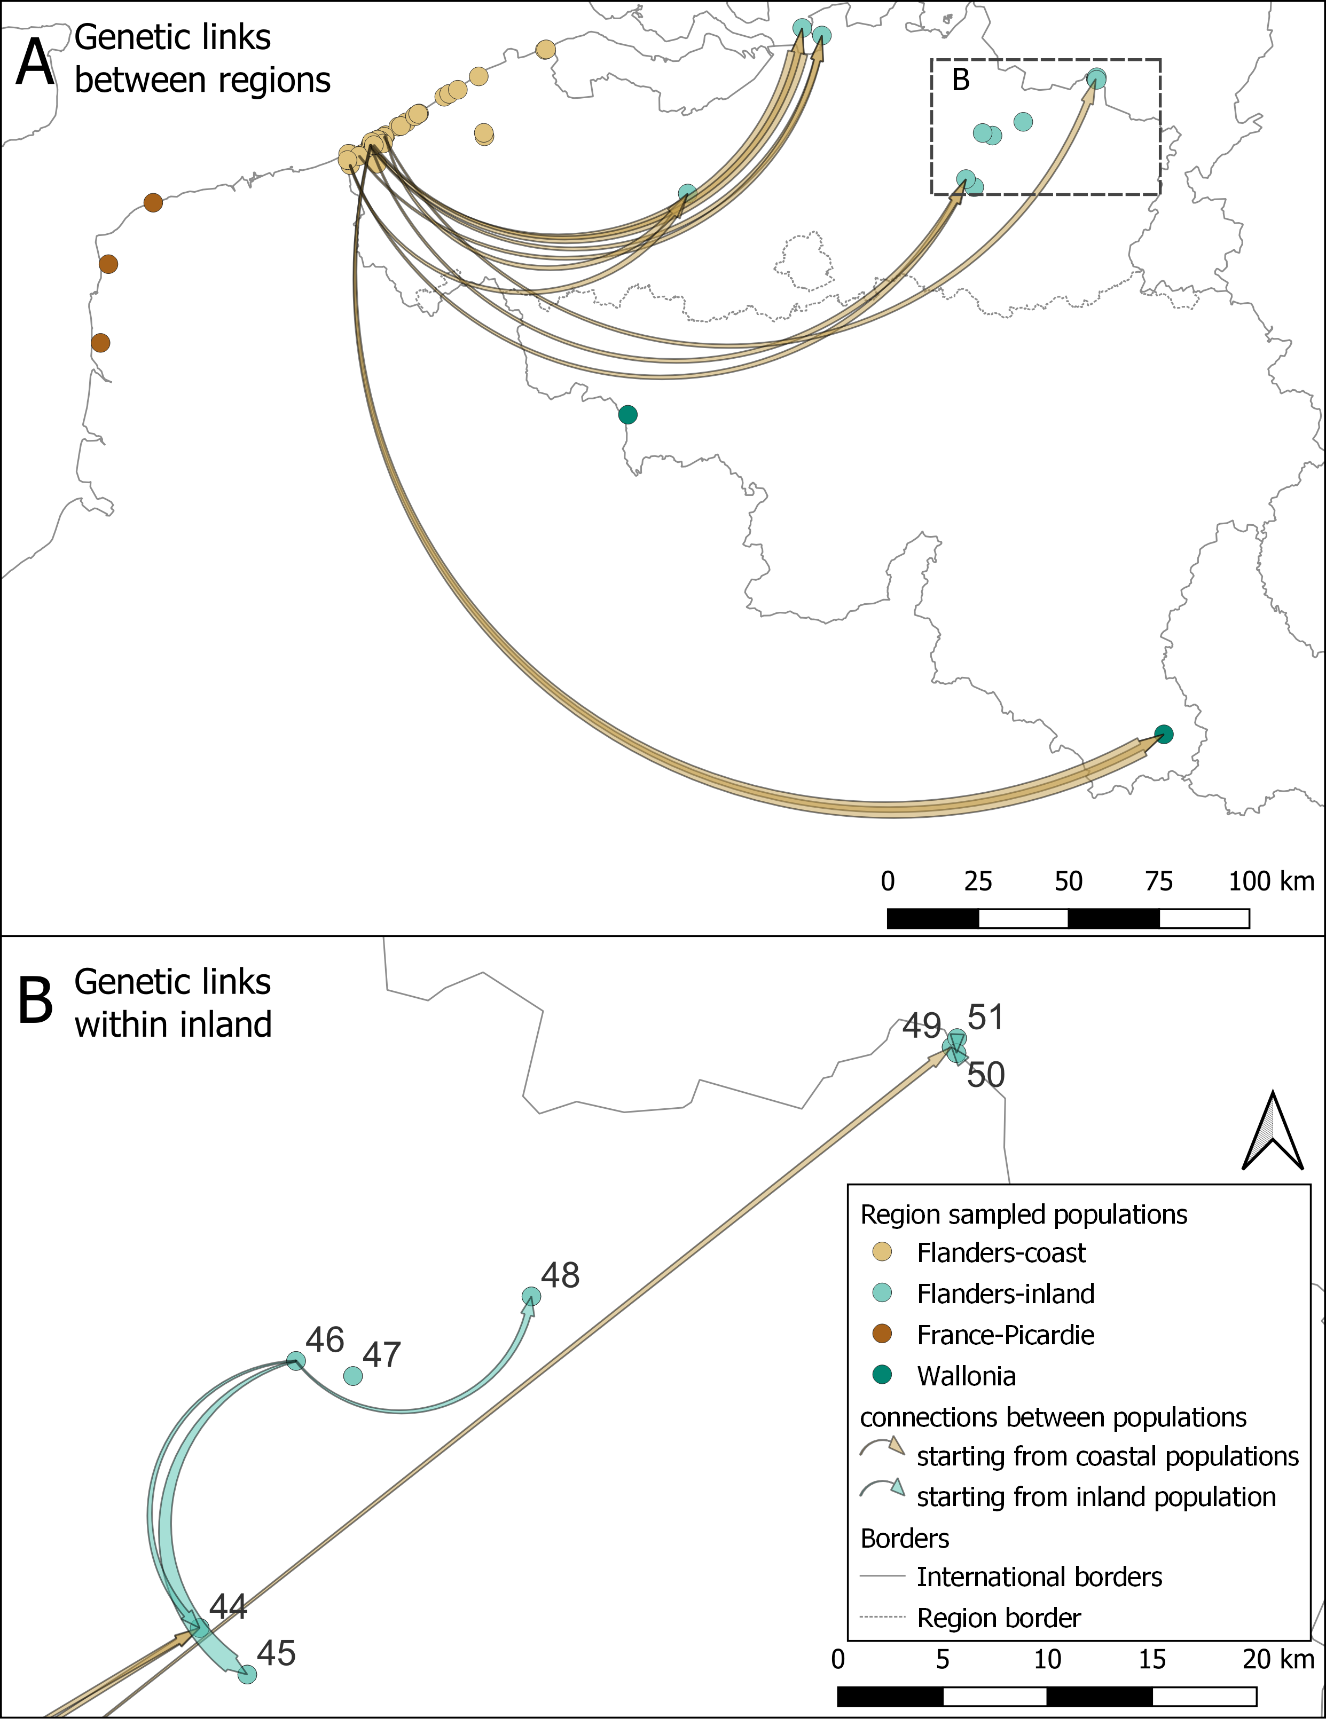 A
Genetic links
between regions
B
0 25 50 75 100 km
B
Genetic links
within inland
49
51
50
48
46
47
44
45
Region sampled populations
Flanders-coast
Flanders-inland
France-Picardie
Wallonia
connections between populations
starting from coastal populations
starting from inland population
Borders
International borders
Region border
0 5 10 15 20 km